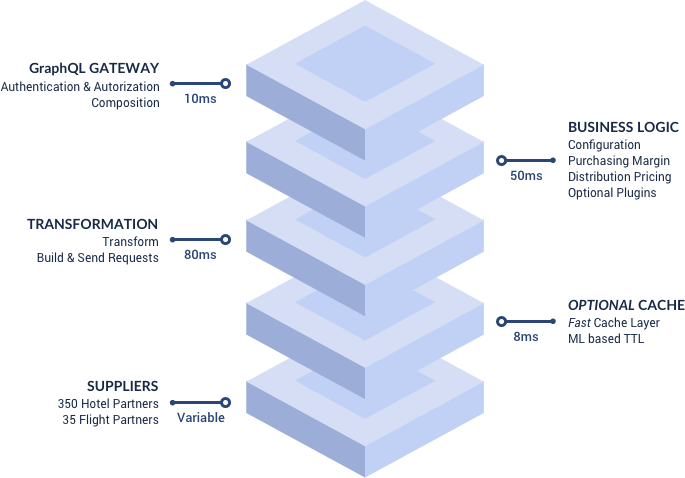 GraphQL GATEWAY
Authentication & Autorization
Composition
10ms
BUSINESS LOGIC
Configuration
Purchasing Margin
Distribution Pricing
Optional Plugins
50ms
TRANSFORMATION
Transform
Build & Send Requests
80ms
OPTIONAL CACHE
Fast Cache Layer
ML based TTL
8ms
SUPPLIERS
350 Hotel Partners
35 Flight Partners
Variable